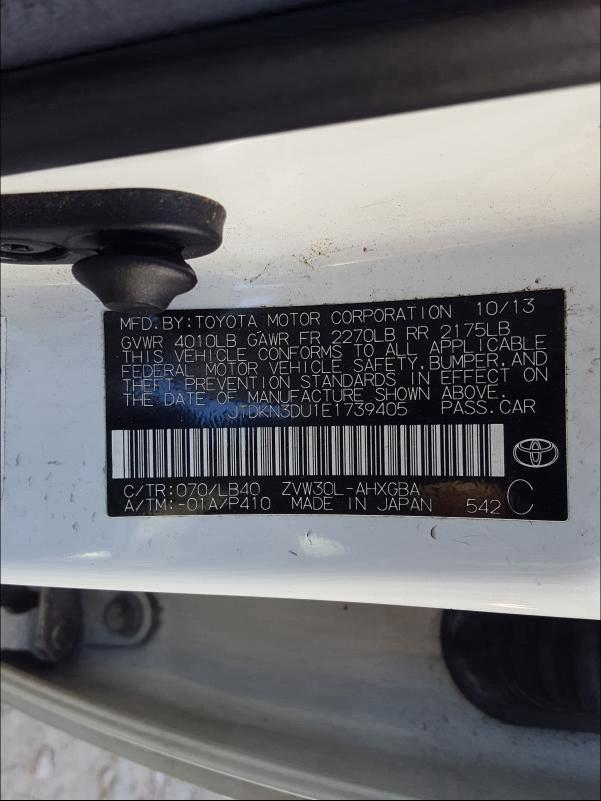 MFD. BY: TOYOTA MOTOR CORPORATION 10/13
GVWR 4010LB GAWR FR 2270LB RR 2175LB
THIS VEHICLE CONFORMS TO ALL APPLICABLE
FEDERAL MOTOR VEHICLE SAFETY, BUMPER, AND
THEFT PREVENTION STANDARDS IN EFFECT ON
THE DATE OF MANUFACTURE SHOWN ABOVE.
JTDKN3DU1E1739405 PASS. CAR
C/TR: 070/LB40 ZVW30L-AHXGBA
A/TM: -01A/P410 MADE IN JAPAN 542 C